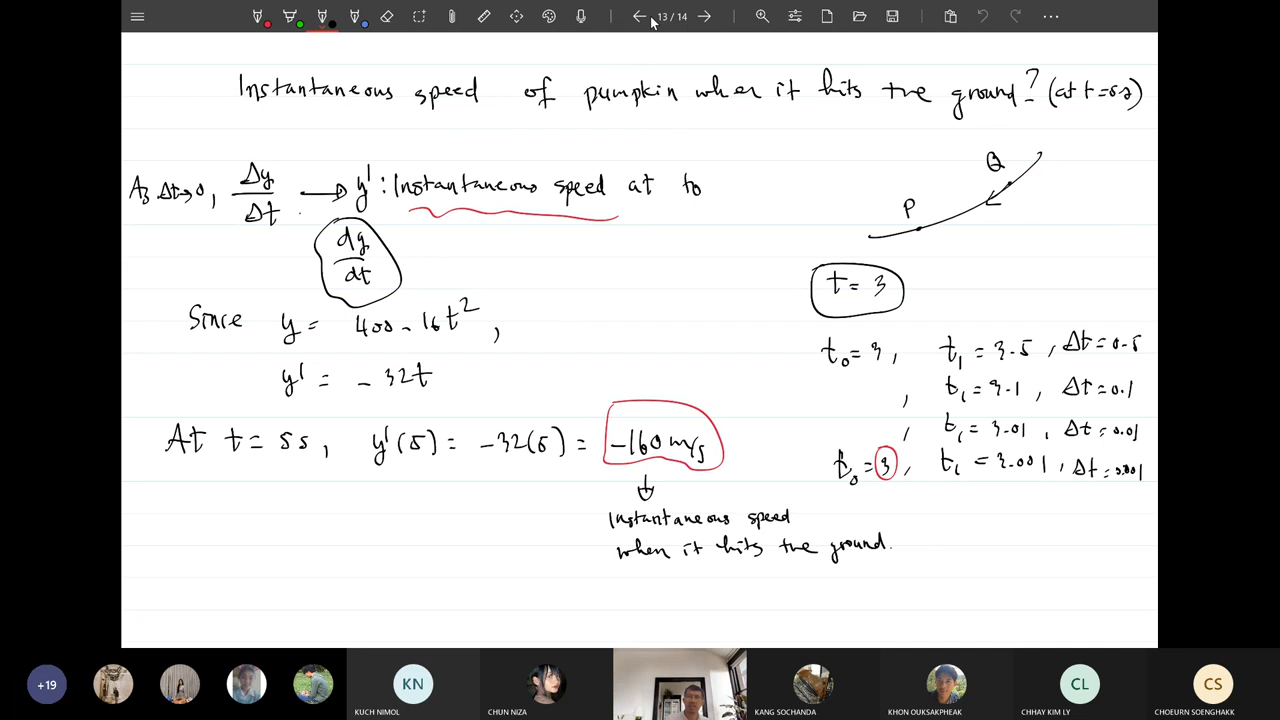 13 / 14
Instantaneous speed of pumpkin when it hits the ground? (at t=5s)
As Δt→0, Δy/Δt → y' : Instantaneous speed at to
dy/dt
Q
P
t = 3
Since y = 400 - 16t²,
y' = - 32t
t₀ = 3, t₁ = 3.5, Δt = 0.5
, t₁ = 3.1, Δt = 0.1
, t₁ = 3.01, Δt = 0.01
t₀ = 3, t₁ = 3.001, Δt = 0.001
At t = 5s, y'(5) = -32(5) = -160 m/s
Instantaneous speed
when it hits the ground.
+19
KN
CL
CS
KUCH NIMOL
CHUN NIZA
KANG SOCHANDA
KHON OUKSAKPHEAK
CHHAY KIM LY
CHOEURN SOENGHAKK